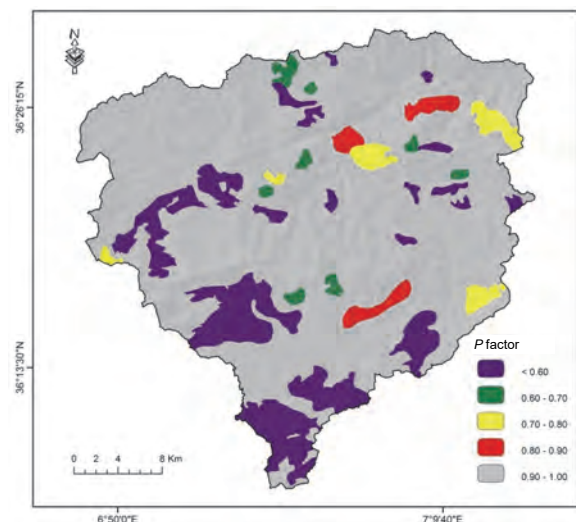 N
36°26'15"
36°13'30"
P factor
< 0.60
0.60 - 0.70
0.70 - 0.80
0.80 - 0.90
0.90 - 1.00
0 2 4 8 Km
6°50'0"E
7°9'40"E